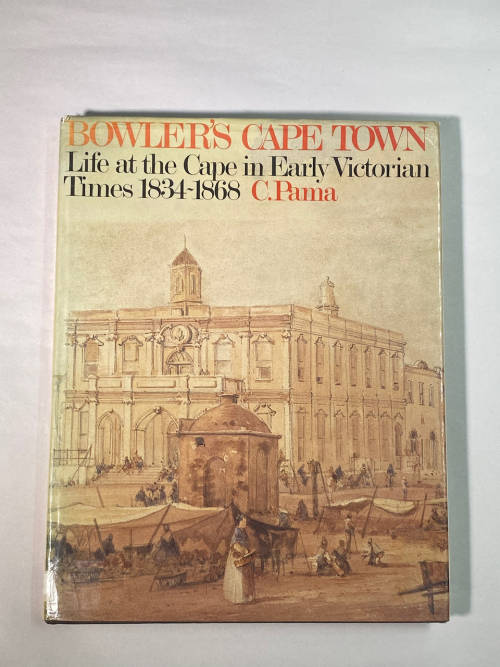 BOWLER'S CAPE TOWN
Life at the Cape in Early Victorian
Times 1834-1868 C.Pama